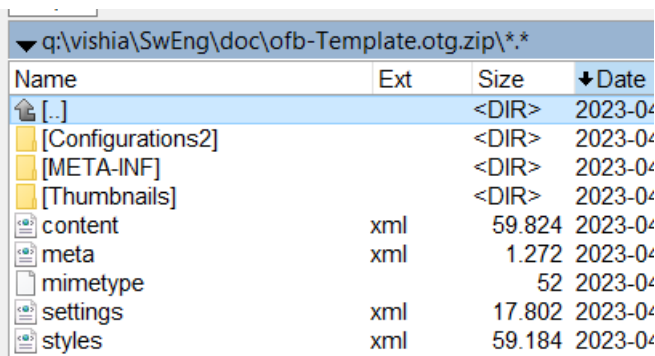 q:\vishia\SwEng\doc\ofb-Template.otg.zip\*.*
Name Ext Size Date
[..] <DIR> 2023-04
[Configurations2] <DIR> 2023-04
[META-INF] <DIR> 2023-04
[Thumbnails] <DIR> 2023-04
content xml 59.824 2023-04
meta xml 1.272 2023-04
mimetype 52 2023-04
settings xml 17.802 2023-04
styles xml 59.184 2023-04